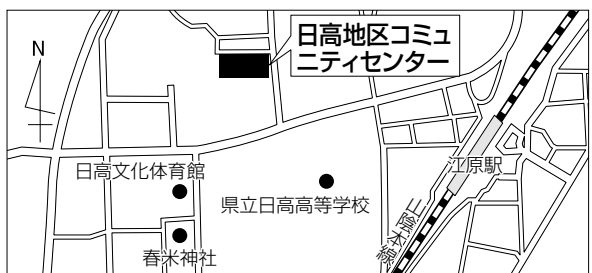 N
日高地区コミュ
ニティセンター
日高文化体育館
県立日高高等学校
春米神社
江原駅
山陰本線